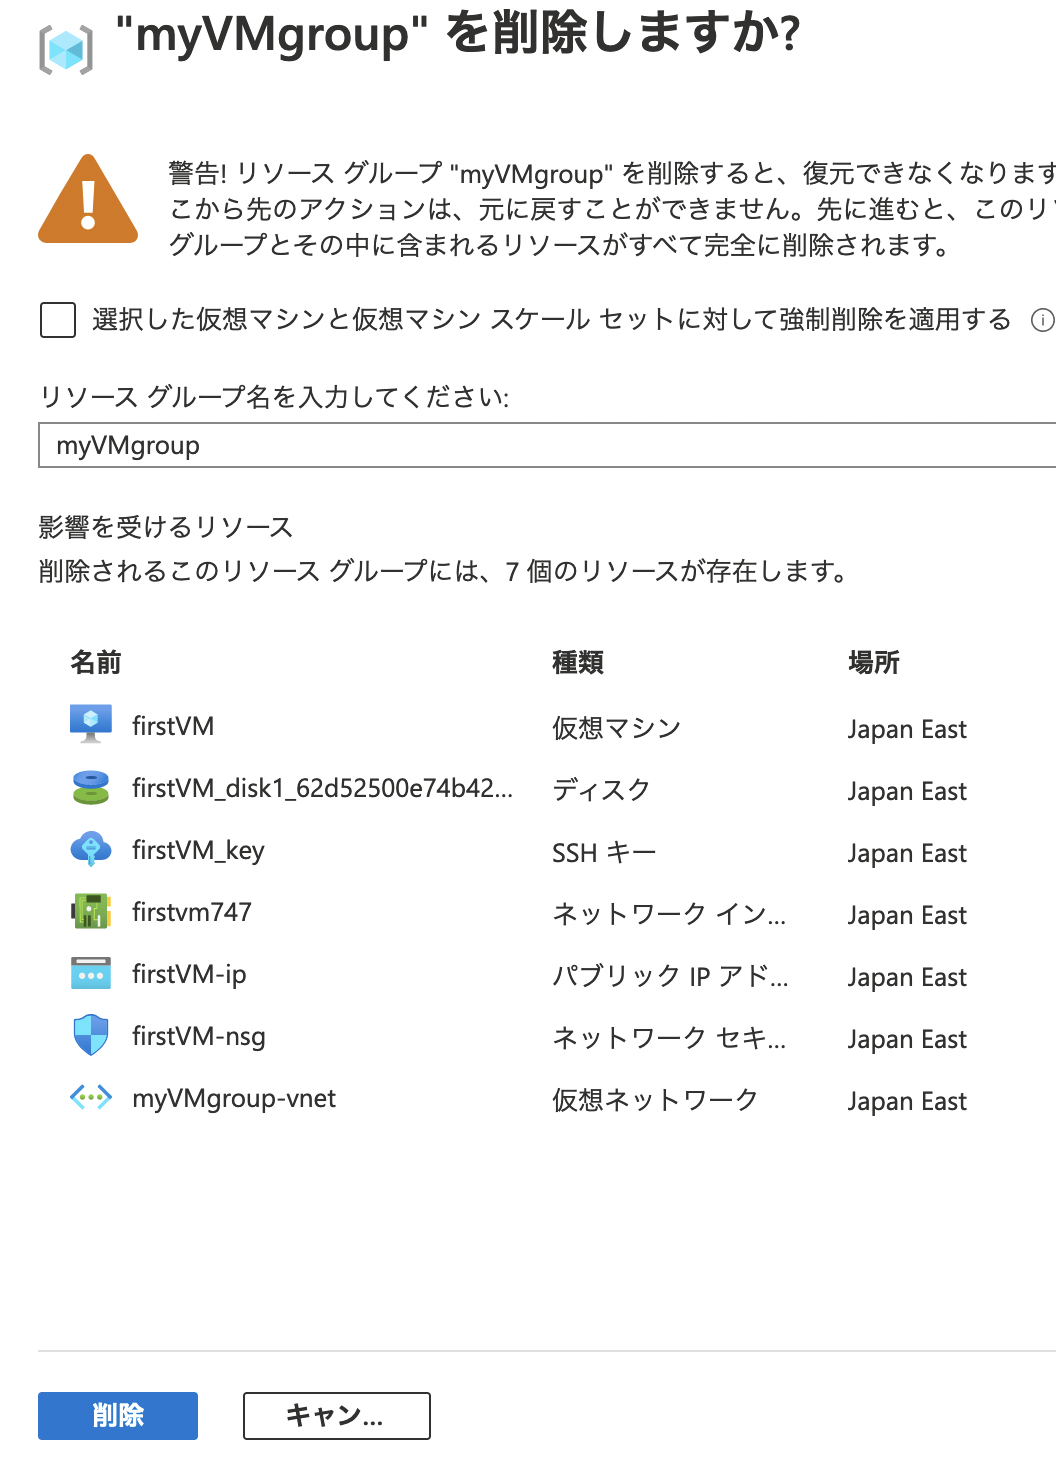 "myVMgroup" を削除しますか?
警告! リソース グループ "myVMgroup" を削除すると、復元できなくなります
こから先のアクションは、元に戻すことができません。先に進むと、このリソ
グループとその中に含まれるリソースがすべて完全に削除されます。
選択した仮想マシンと仮想マシン スケール セットに対して強制削除を適用する
リソース グループ名を入力してください:
myVMgroup
影響を受けるリソース
削除されるこのリソース グループには、7 個のリソースが存在します。
名前 種類 場所
firstVM 仮想マシン Japan East
firstVM_disk1_62d52500e74b42... ディスク Japan East
firstVM_key SSH キー Japan East
firstvm747 ネットワーク イン... Japan East
firstVM-ip パブリック IP アド... Japan East
firstVM-nsg ネットワーク セキ... Japan East
myVMgroup-vnet 仮想ネットワーク Japan East
削除 キャン...